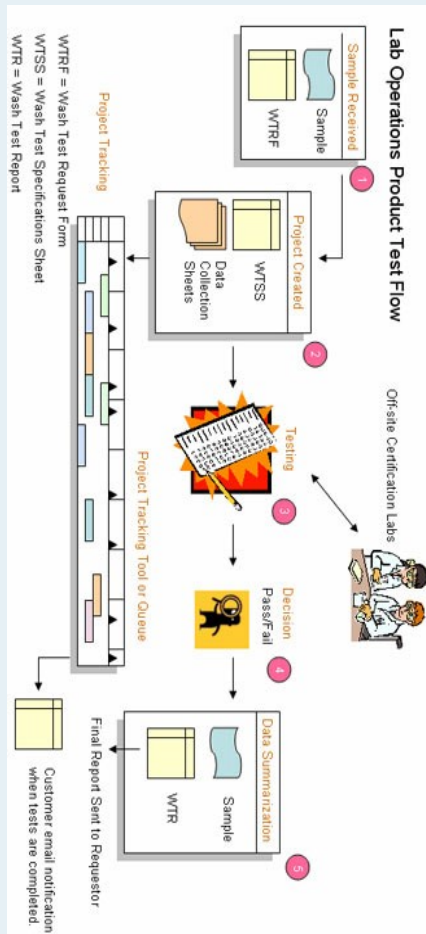 Lab Operations Product Test Flow
Sample Received
Sample
WTRF
1
Project Created
WTSS
Data
Collection
Sheets
2
Off-site Certification Labs
Testing
3
Decision
Pass/Fail
4
Data Summarization
Sample
WTR
5
Final Report Sent to Requestor
Project Tracking
Project Tracking Tool or Queue
Customer email notification
when tests are completed.
WTRF = Wash Test Request Form
WTSS = Wash Test Specifications Sheet
WTR = Wash Test Report